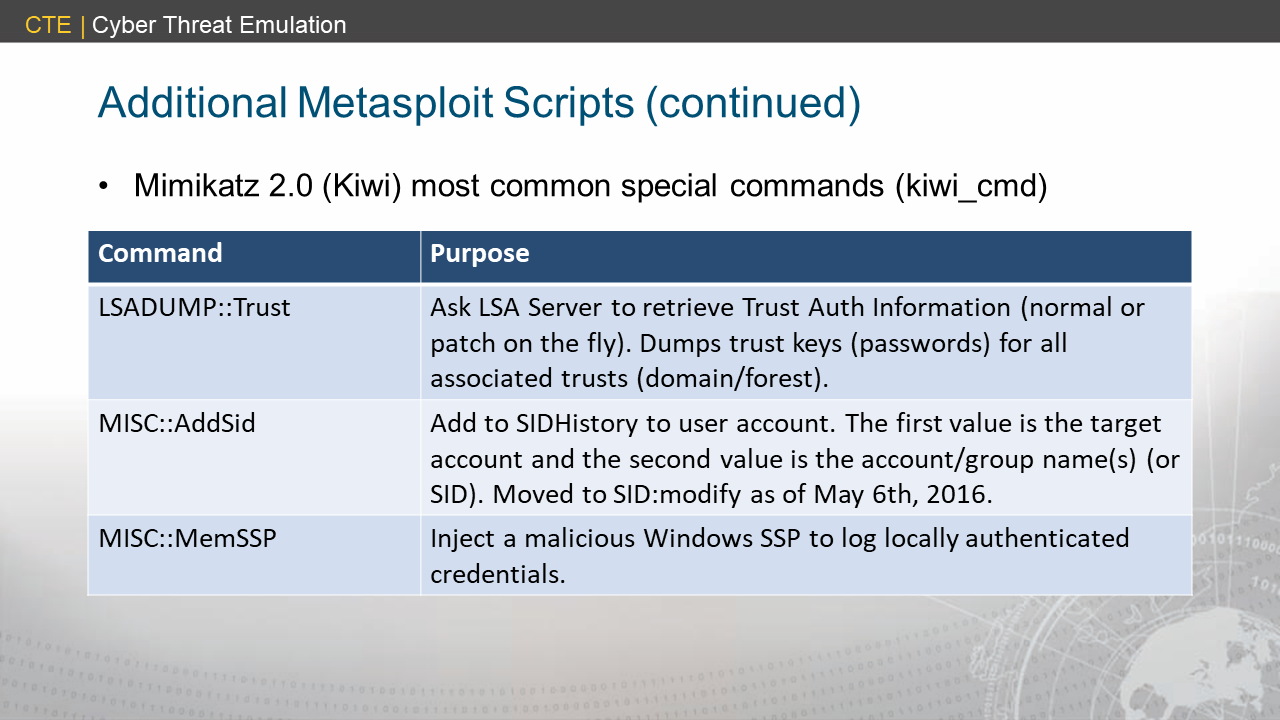 CTE | Cyber Threat Emulation
Additional Metasploit Scripts (continued)
• Mimikatz 2.0 (Kiwi) most common special commands (kiwi_cmd)
Command
Purpose
LSADUMP::Trust
Ask LSA Server to retrieve Trust Auth Information (normal or
patch on the fly). Dumps trust keys (passwords) for all
associated trusts (domain/forest).
MISC::AddSid
Add to SIDHistory to user account. The first value is the target
account and the second value is the account/group name(s) (or
SID). Moved to SID:modify as of May 6th, 2016.
MISC::MemSSP
Inject a malicious Windows SSP to log locally authenticated
credentials.